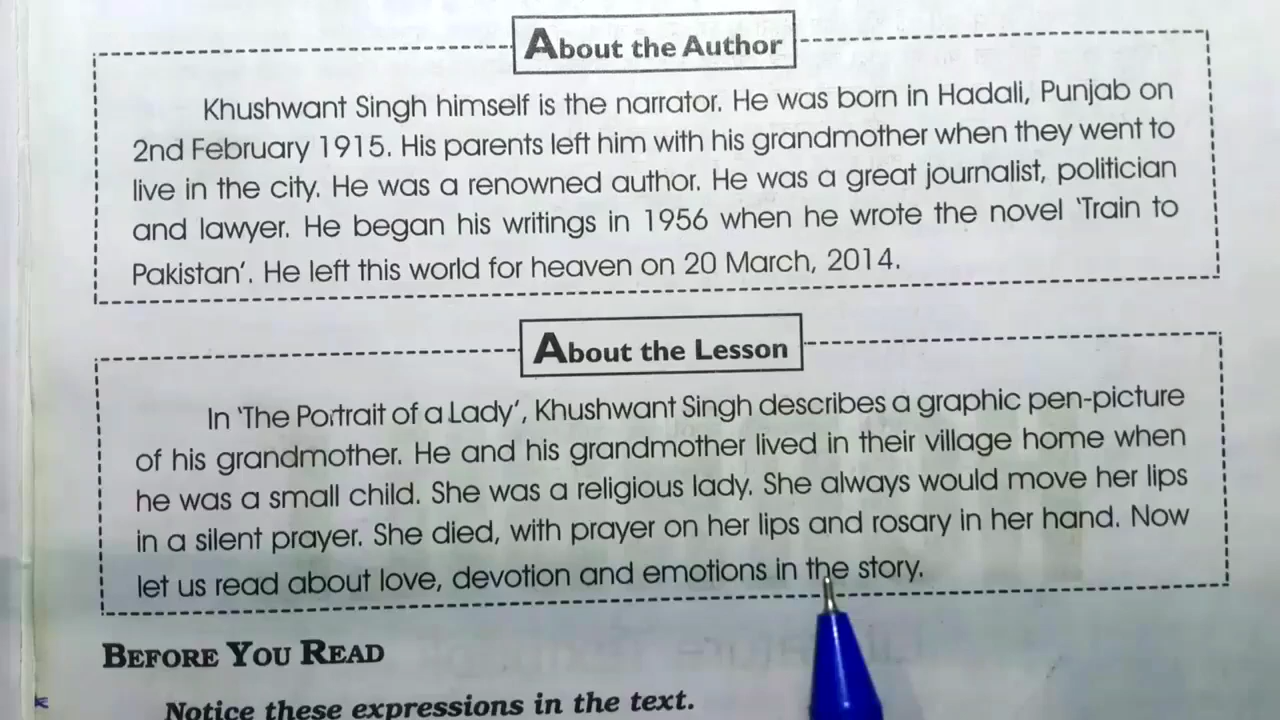 About the Author
Khushwant Singh himself is the narrator. He was born in Hadali, Punjab on
2nd February 1915. His parents left him with his grandmother when they went to
live in the city. He was a renowned author. He was a great journalist, politician
and lawyer. He began his writings in 1956 when he wrote the novel 'Train to
Pakistan'. He left this world for heaven on 20 March, 2014.
About the Lesson
In 'The Portrait of a Lady', Khushwant Singh describes a graphic pen-picture
of his grandmother. He and his grandmother lived in their village home when
he was a small child. She was a religious lady. She always would move her lips
in a silent prayer. She died, with prayer on her lips and rosary in her hand. Now
let us read about love, devotion and emotions in the story.
BEFORE YOU READ
Notice these expressions in the text.